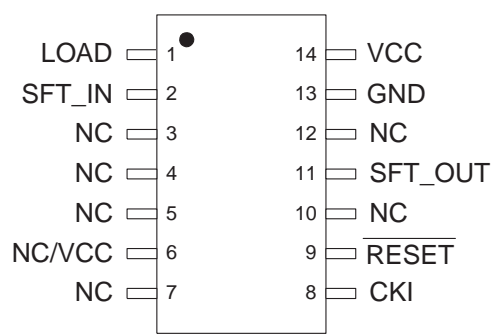 LOAD 1 14 VCC
SFT_IN 2 13 GND
NC 3 12 NC
NC 4 11 SFT_OUT
NC 5 10 NC
NC/VCC 6 9 RESET
NC 7 8 CKI